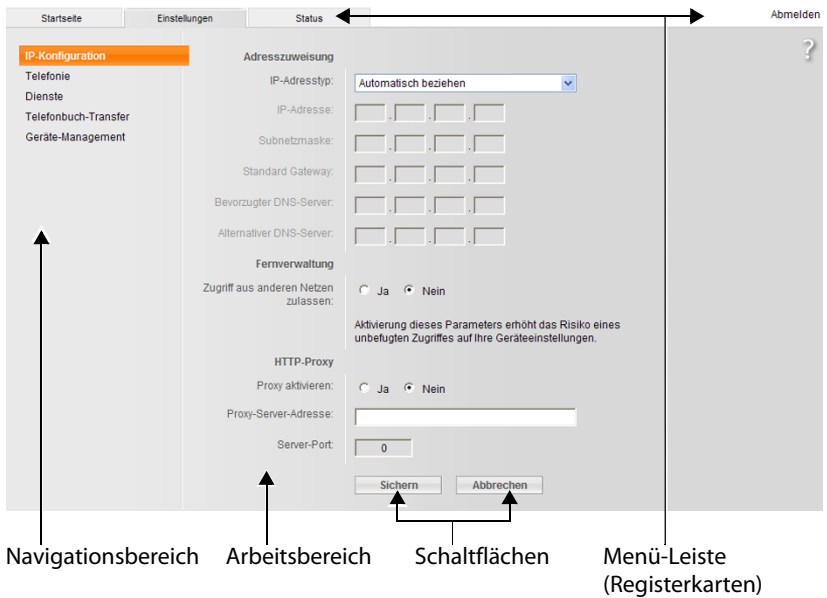 Startseite Einstellungen Status Abmelden
?
IP-Konfiguration
Telefonie
Dienste
Telefonbuch-Transfer
Geräte-Management
Adresszuweisung
IP-Adresstyp: Automatisch beziehen
IP-Adresse: . . .
Subnetzmaske: . . .
Standard Gateway: . . .
Bevorzugter DNS-Server: . . .
Alternativer DNS-Server: . . .
Fernverwaltung
Zugriff aus anderen Netzen Ja Nein
zulassen:
Aktivierung dieses Parameters erhöht das Risiko eines
unbefugten Zugriffes auf Ihre Geräteeinstellungen.
HTTP-Proxy
Proxy aktivieren: Ja Nein
Proxy-Server-Adresse:
Server-Port: 0
Sichern Abbrechen
Navigationsbereich Arbeitsbereich Schaltflächen Menü-Leiste
(Registerkarten)